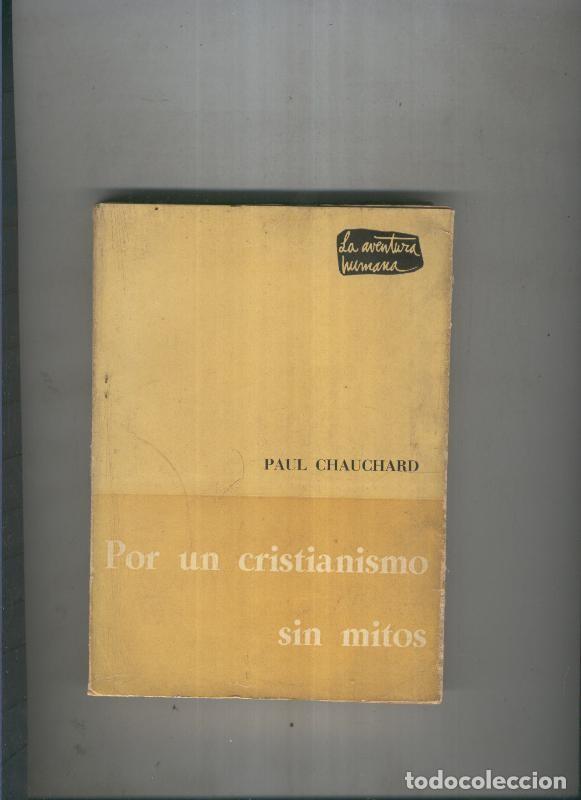 La aventura
humana
PAUL CHAUCHARD
Por un cristianismo
sin mitos
todocoleccion